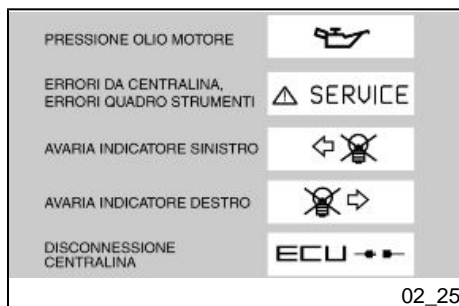 PRESSIONE OLIO MOTORE
ERRORI DA CENTRALINA,
ERRORI QUADRO STRUMENTI
SERVICE
AVARIA INDICATORE SINISTRO
AVARIA INDICATORE DESTRO
DISCONNESSIONE
CENTRALINA
ECU
02_25